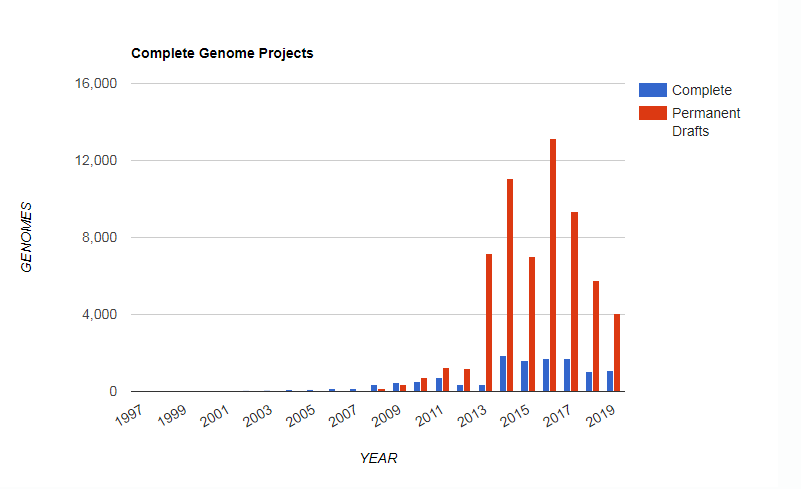 Complete Genome Projects
16,000
12,000
8,000
4,000
0
GENOMES
1997
1999
2001
2003
2005
2007
2009
2011
2013
2015
2017
2019
YEAR
Complete
Permanent
Drafts